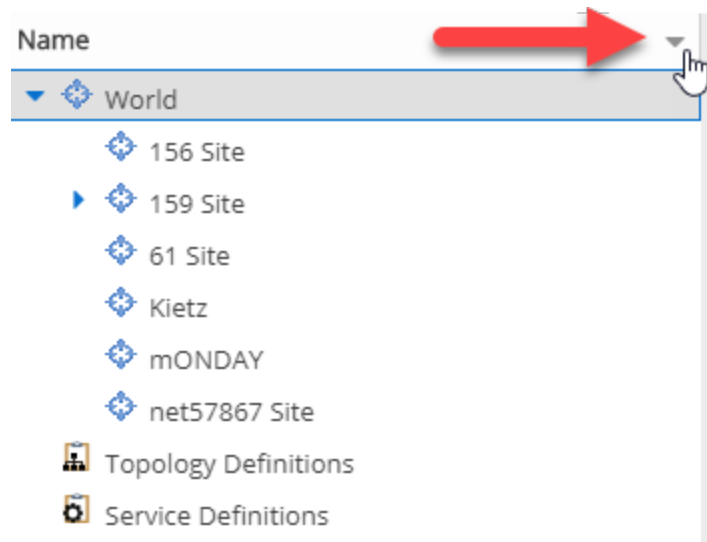 Name
World
156 Site
159 Site
61 Site
Kietz
mONDAY
net57867 Site
Topology Definitions
Service Definitions